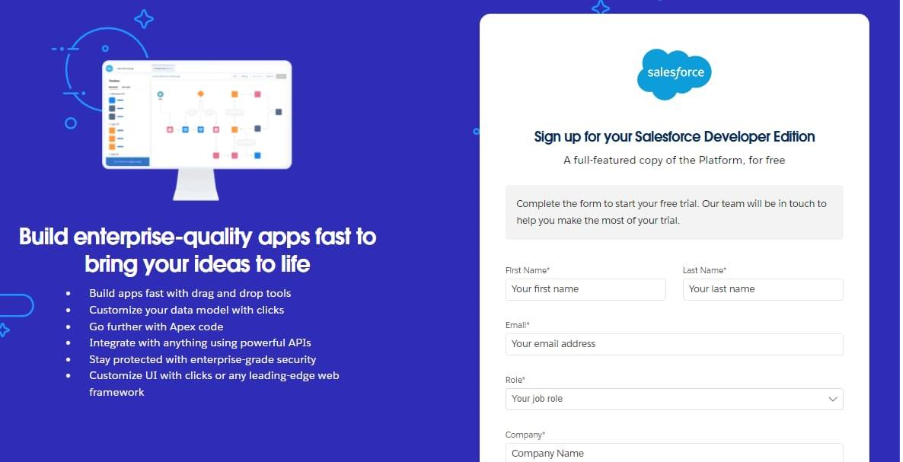 Build enterprise-quality apps fast to
bring your ideas to life
• Build apps fast with drag and drop tools
• Customize your data model with clicks
• Go further with Apex code
• Integrate with anything using powerful APIs
• Stay protected with enterprise-grade security
• Customize UI with clicks or any leading-edge web
framework
salesforce
Sign up for your Salesforce Developer Edition
A full-featured copy of the Platform, for free
Complete the form to start your free trial. Our team will be in touch to
help you make the most of your trial.
First Name* Last Name*
Your first name Your last name
Email*
Your email address
Role*
Your job role
Company*
Company Name